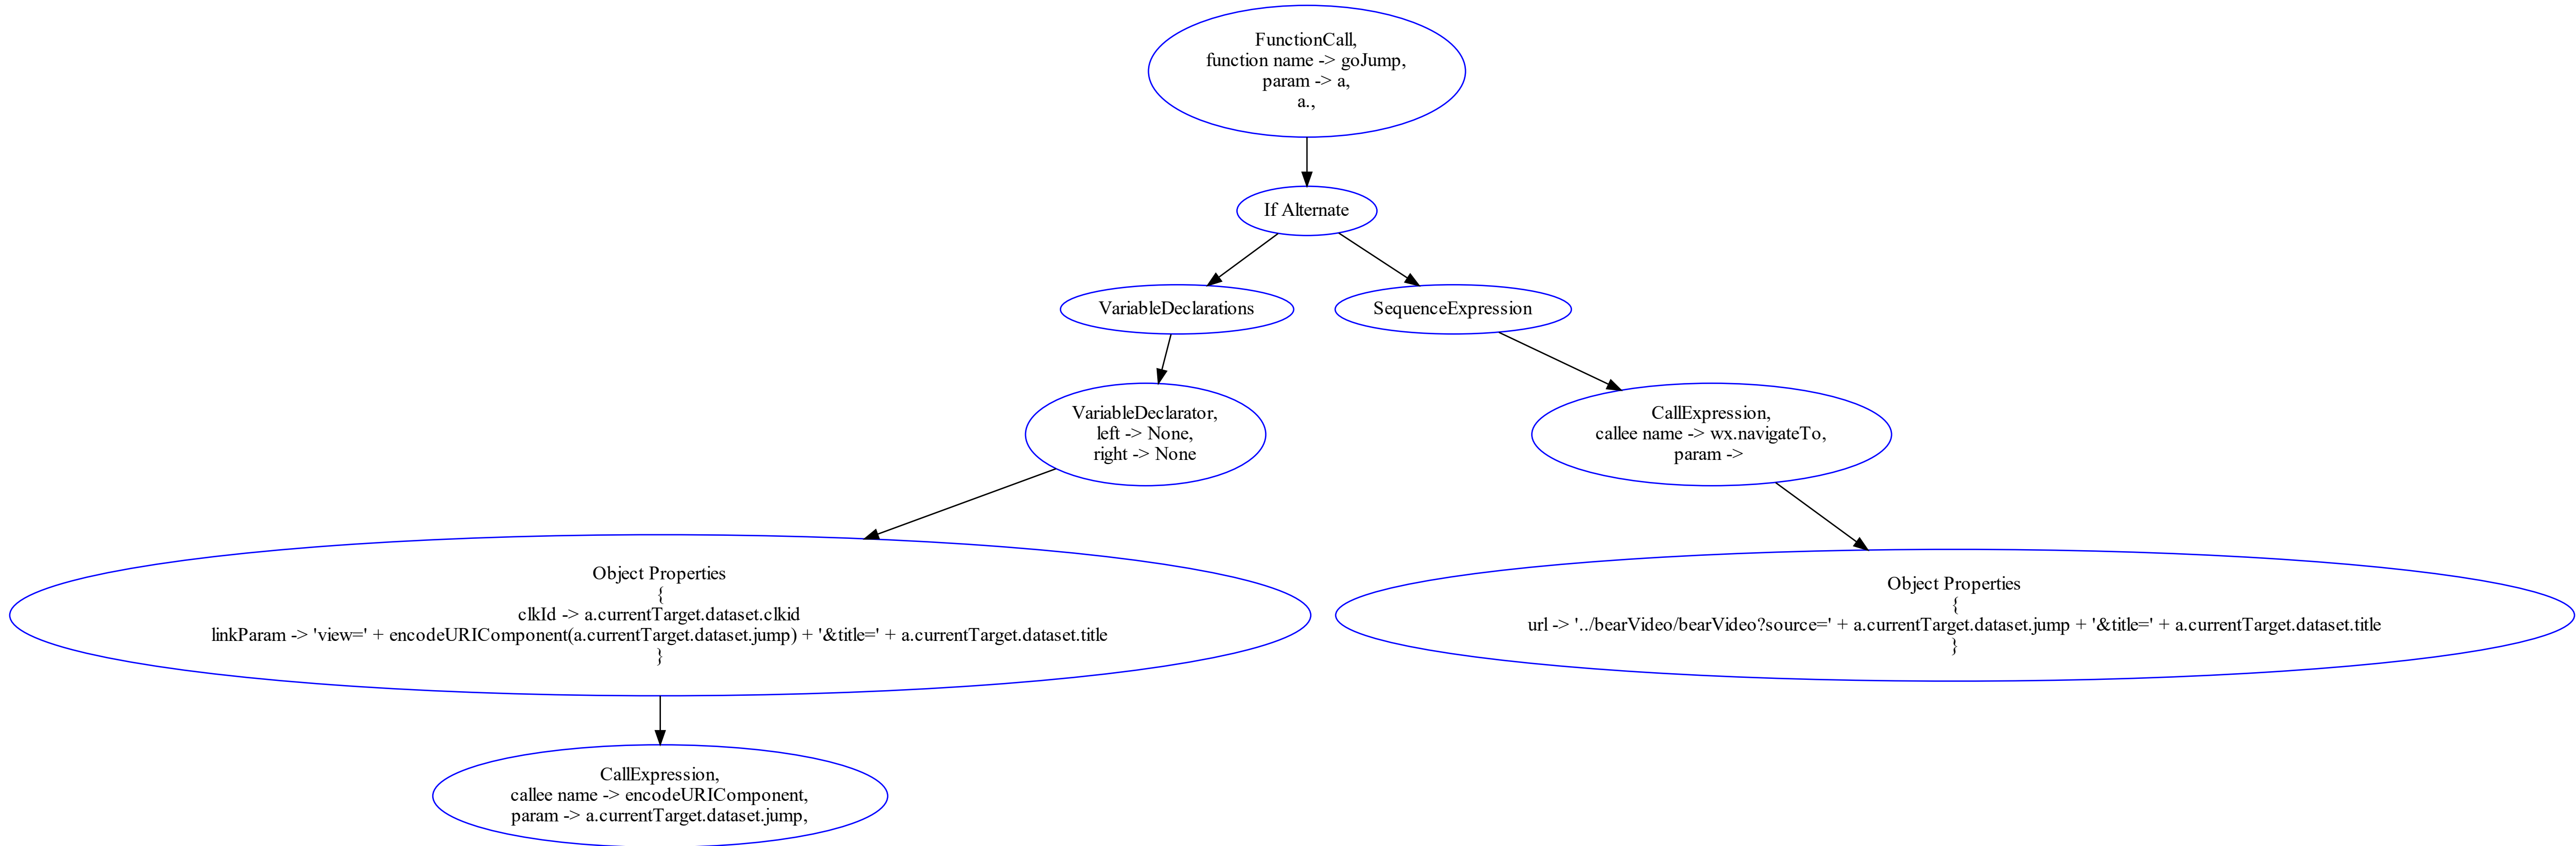 FunctionCall,
function name -> goJump,
param -> a,
a.,
If Alternate
VariableDeclarations
SequenceExpression
VariableDeclarator,
left -> None,
right -> None
CallExpression,
callee name -> wx.navigateTo,
param ->
Object Properties
{
clkId -> a.currentTarget.dataset.clkid
linkParam -> 'view=' + encodeURIComponent(a.currentTarget.dataset.jump) + '&title=' + a.currentTarget.dataset.title
}
Object Properties
{
url -> '../bearVideo/bearVideo?source=' + a.currentTarget.dataset.jump + '&title=' + a.currentTarget.dataset.title
}
CallExpression,
callee name -> encodeURIComponent,
param -> a.currentTarget.dataset.jump,